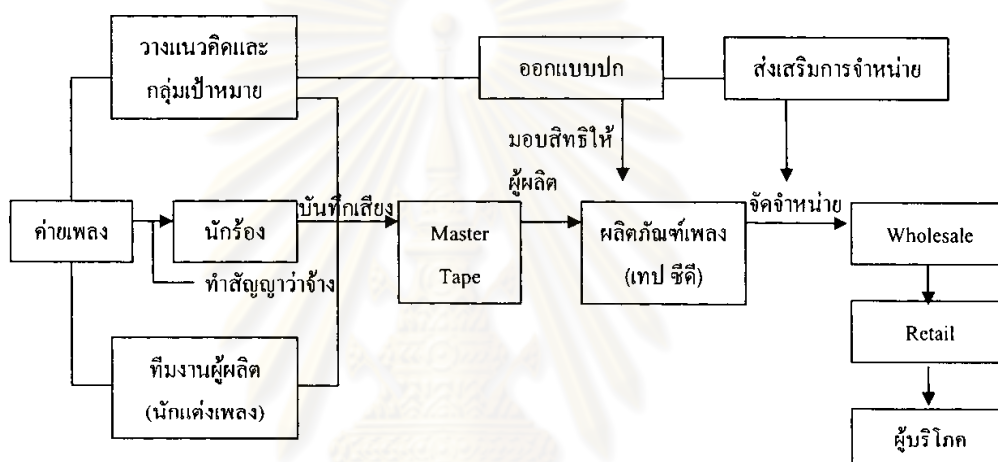 วางแนวคิดและ
กลุ่มเป้าหมาย
ออกแบบปก
ส่งเสริมการจำหน่าย
มอบสิทธิให้
ผู้ผลิต
ค่ายเพลง
นักร้อง
บันทึกเสียง
Master
Tape
ผลิตภัณฑ์เพลง
(เทป ซีดี)
จัดจำหน่าย
Wholesale
ทำสัญญาว่าจ้าง
Retail
ทีมงานผู้ผลิต
(นักแต่งเพลง)
ผู้บริโภค